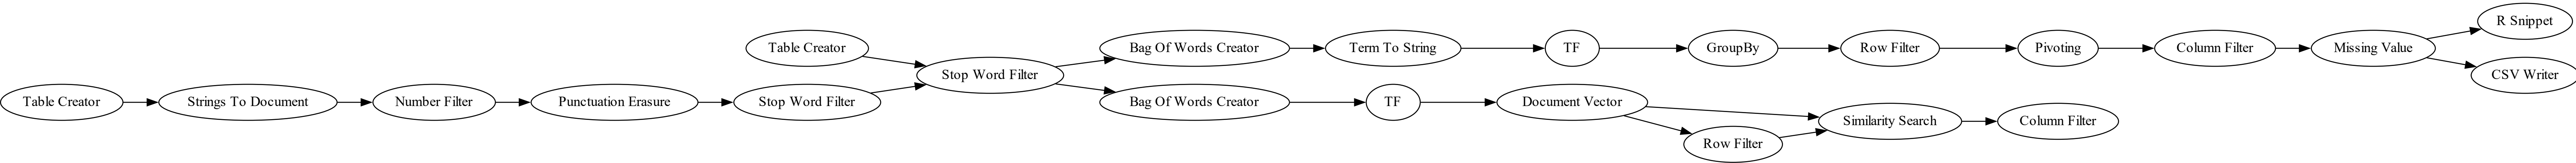 R Snippet
Table Creator
Bag Of Words Creator
Term To String
TF
GroupBy
Row Filter
Pivoting
Column Filter
Missing Value
Stop Word Filter
CSV Writer
Table Creator
Strings To Document
Number Filter
Punctuation Erasure
Stop Word Filter
Bag Of Words Creator
TF
Document Vector
Similarity Search
Column Filter
Row Filter